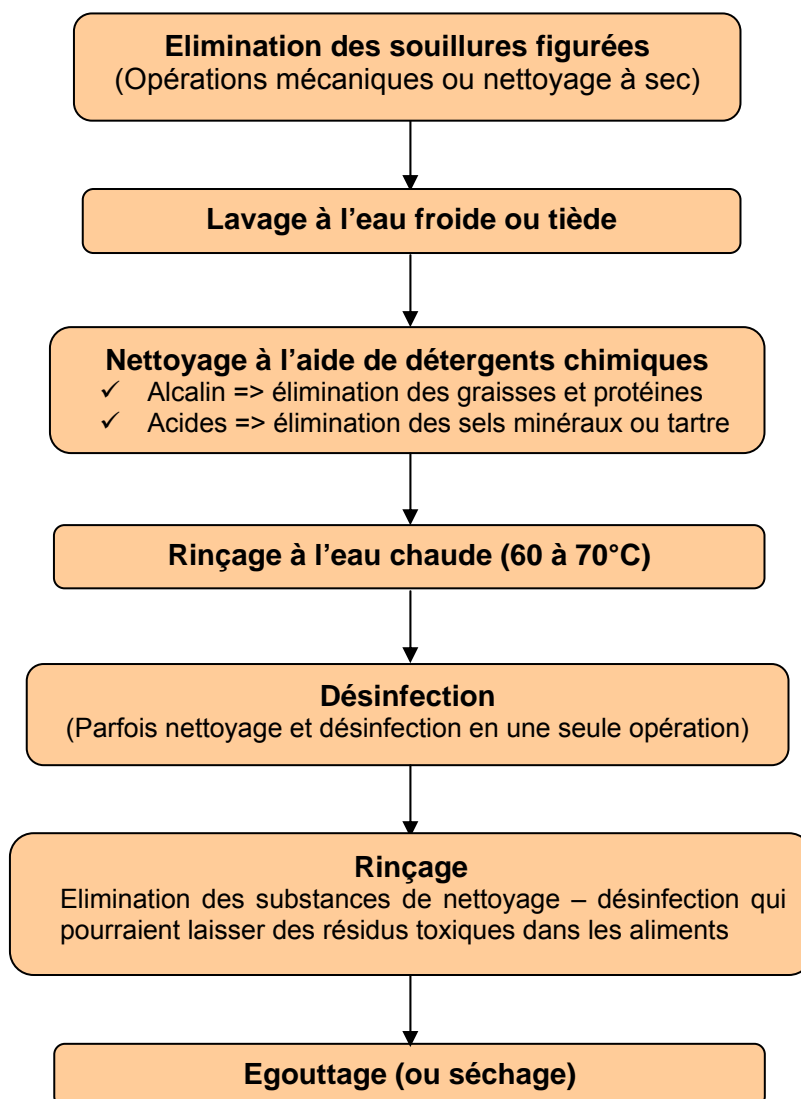 Elimination des souillures figurées
(Opérations mécaniques ou nettoyage à sec)
Lavage à l’eau froide ou tiède
Nettoyage à l’aide de détergents chimiques
✓ Alcalin => élimination des graisses et protéines
✓ Acides => élimination des sels minéraux ou tartre
Rinçage à l’eau chaude (60 à 70°C)
Désinfection
(Parfois nettoyage et désinfection en une seule opération)
Rinçage
Elimination des substances de nettoyage – désinfection qui
pourraient laisser des résidus toxiques dans les aliments
Egouttage (ou séchage)